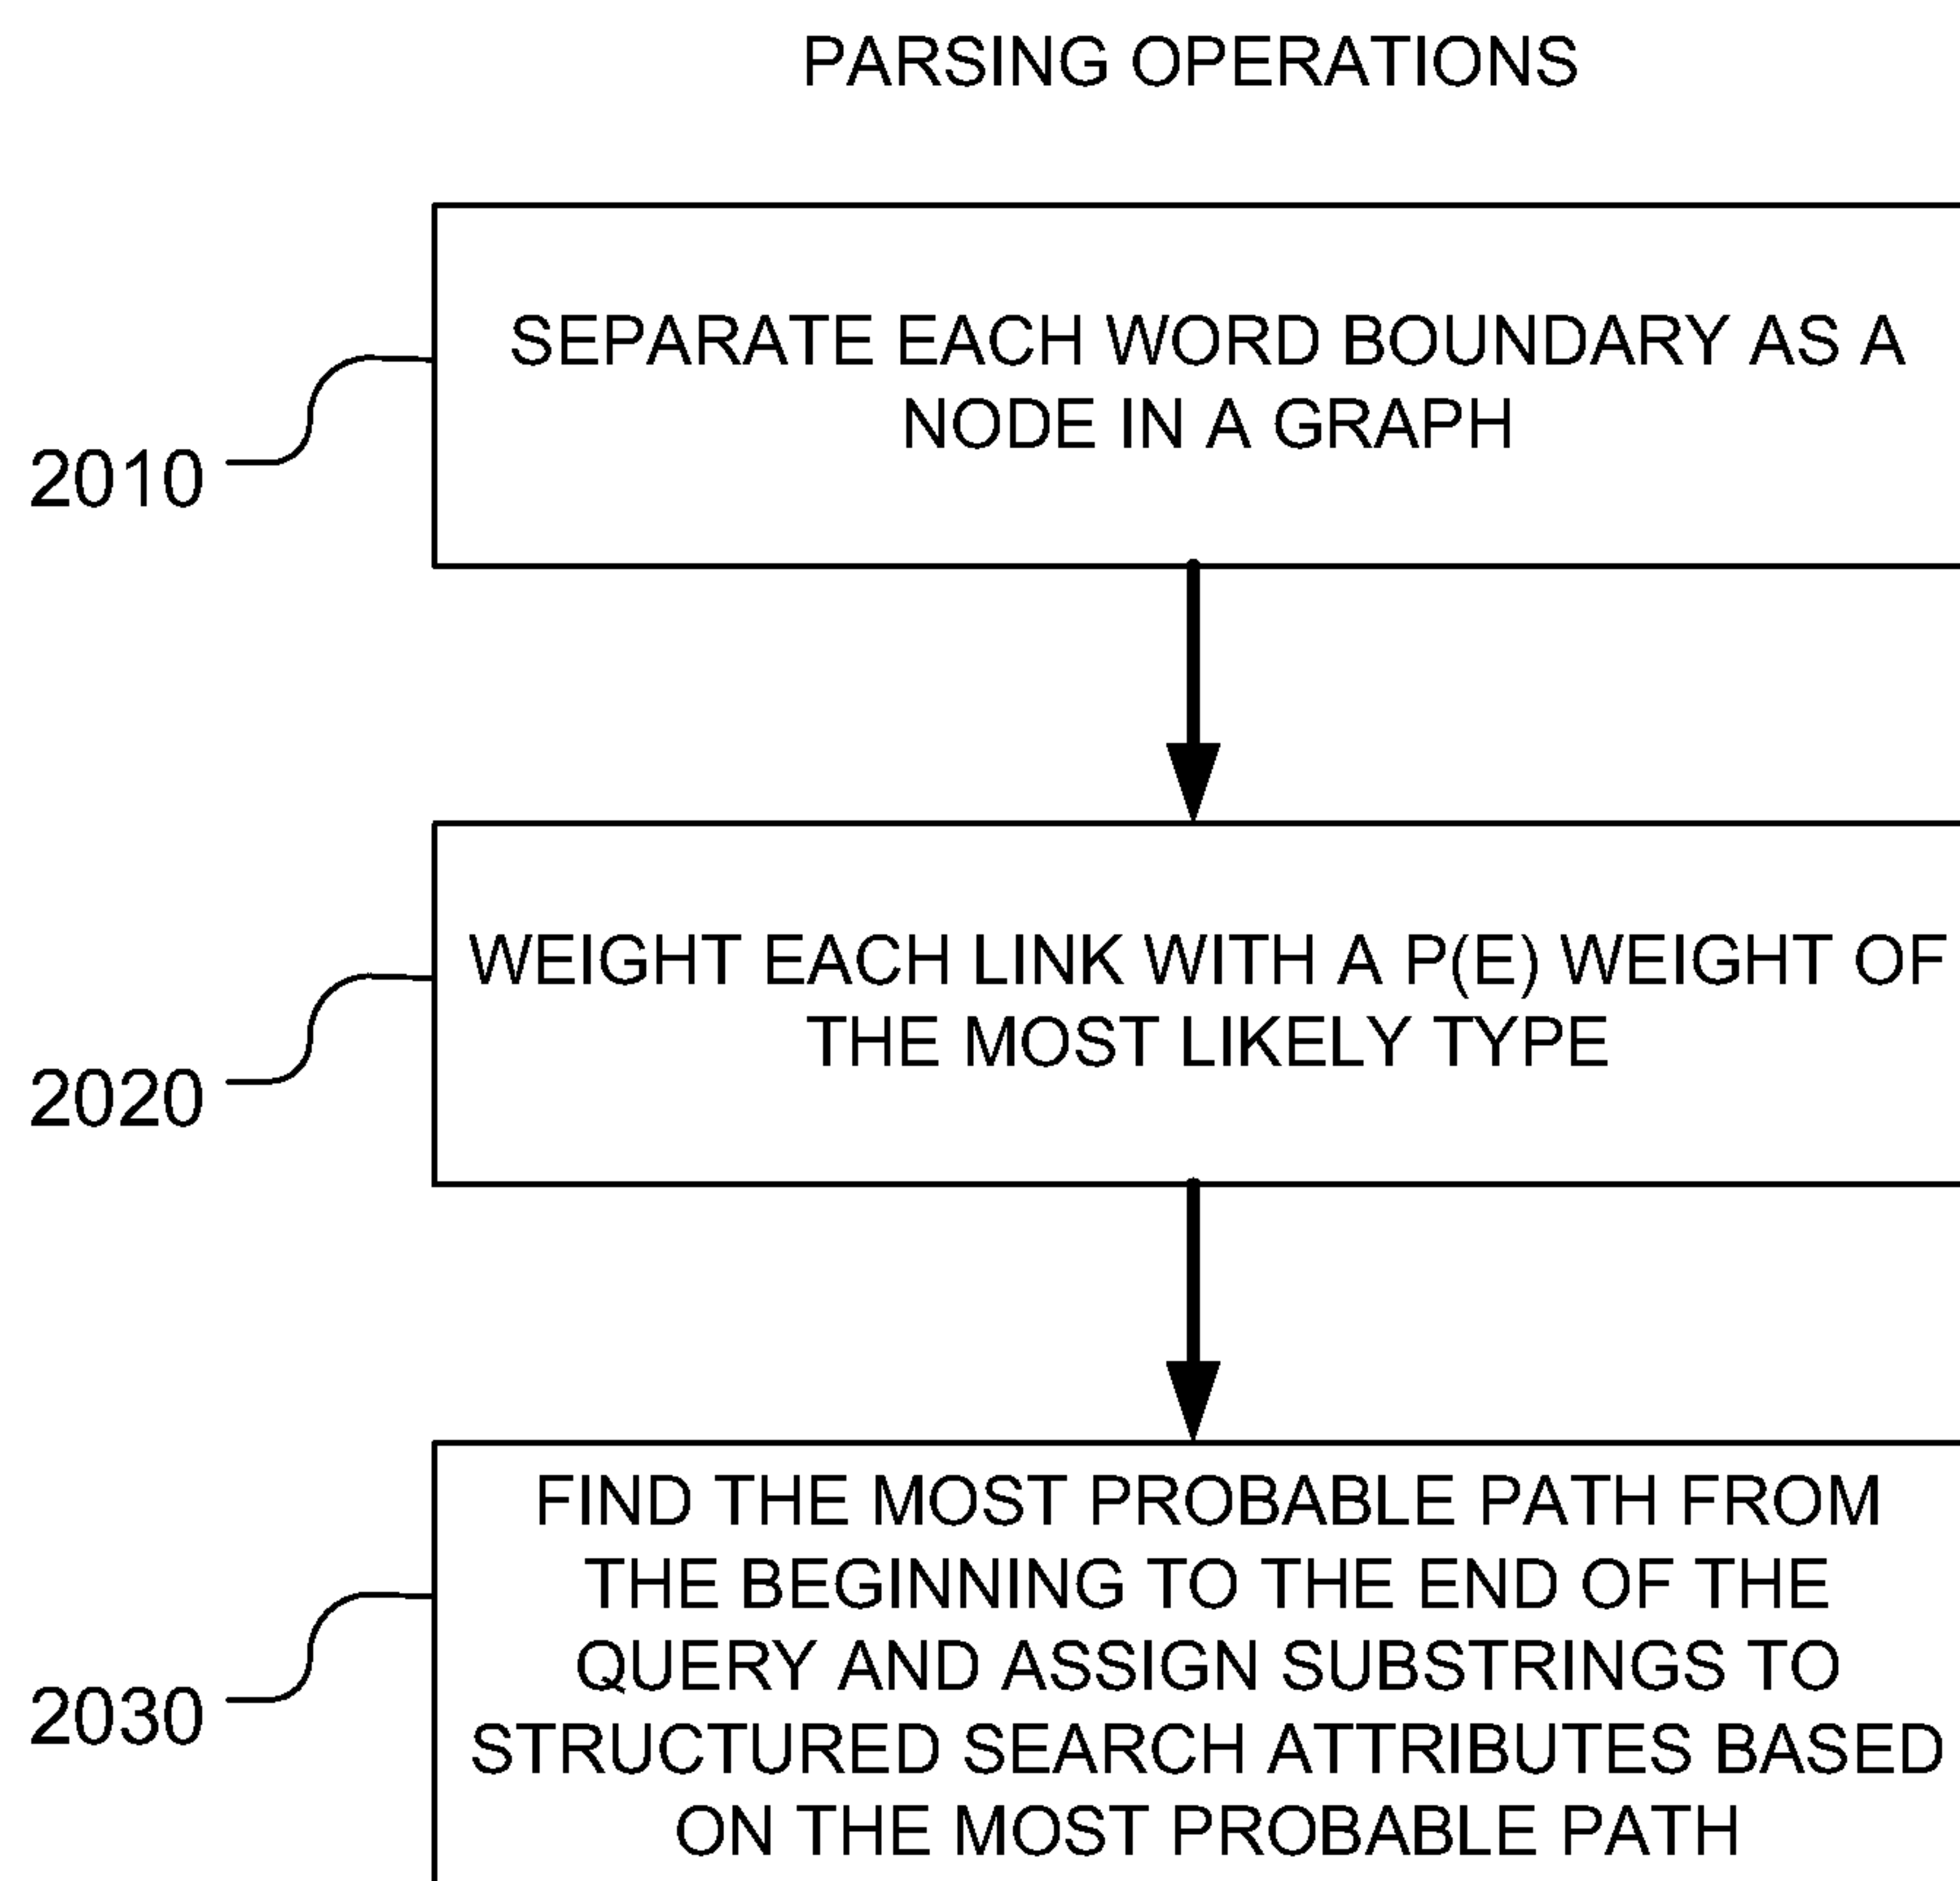 PARSING OPERATIONS
SEPARATE EACH WORD BOUNDARY AS A
NODE IN A GRAPH
2010
WEIGHT EACH LINK WITH A P(E) WEIGHT OF
THE MOST LIKELY TYPE
2020
FIND THE MOST PROBABLE PATH FROM
THE BEGINNING TO THE END OF THE
QUERY AND ASSIGN SUBSTRINGS TO
STRUCTURED SEARCH ATTRIBUTES BASED
ON THE MOST PROBABLE PATH
2030